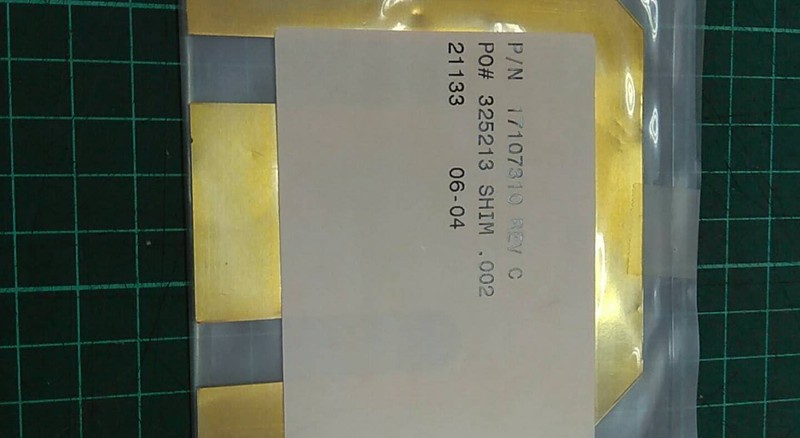 P/N 17107310 REV C
PO# 325213 SHIM .002
21133 06-04